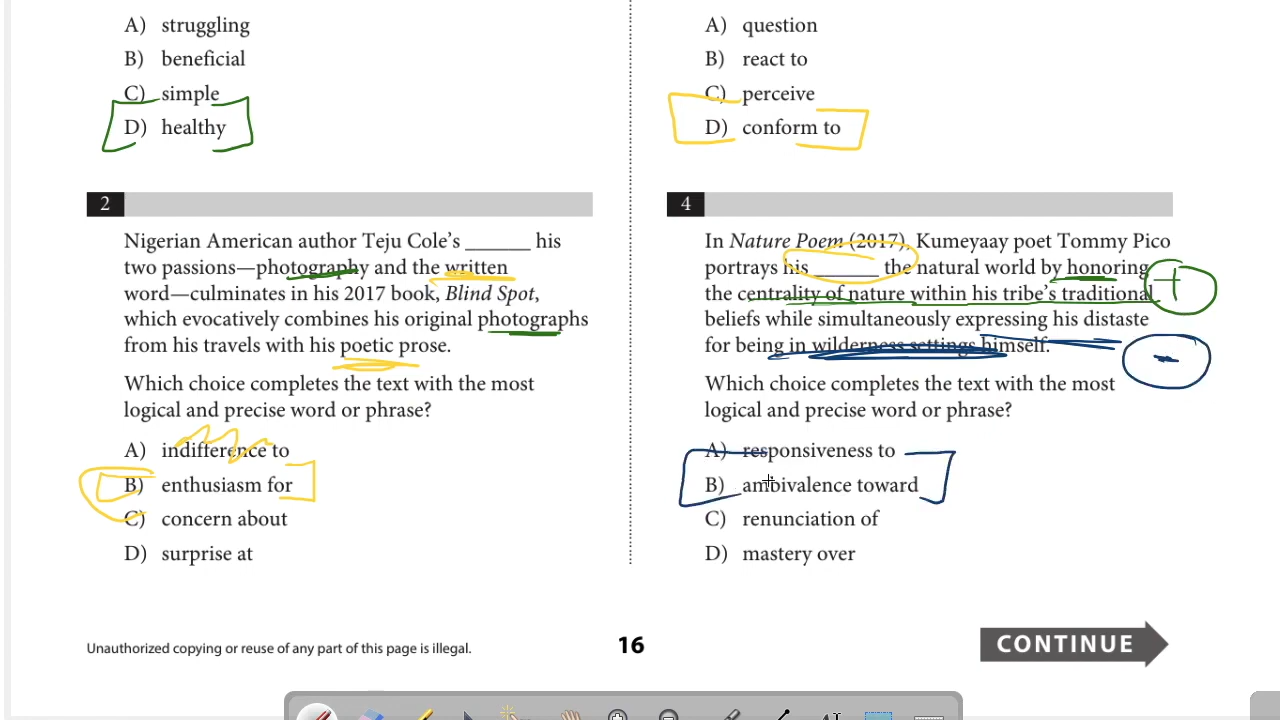 A) struggling
B) beneficial
C) simple
D) healthy
2
Nigerian American author Teju Cole's ______ his
two passions—photography and the written
word—culminates in his 2017 book, Blind Spot,
which evocatively combines his original photographs
from his travels with his poetic prose.
Which choice completes the text with the most
logical and precise word or phrase?
A) indifference to
B) enthusiasm for
C) concern about
D) surprise at
A) question
B) react to
C) perceive
D) conform to
4
In Nature Poem (2017), Kumeyaay poet Tommy Pico
portrays his ______ the natural world by honoring
the centrality of nature within his tribe's traditional
beliefs while simultaneously expressing his distaste
for being in wilderness settings himself.
+
-
Which choice completes the text with the most
logical and precise word or phrase?
A) responsiveness to
B) ambivalence toward
C) renunciation of
D) mastery over
Unauthorized copying or reuse of any part of this page is illegal.
16
CONTINUE